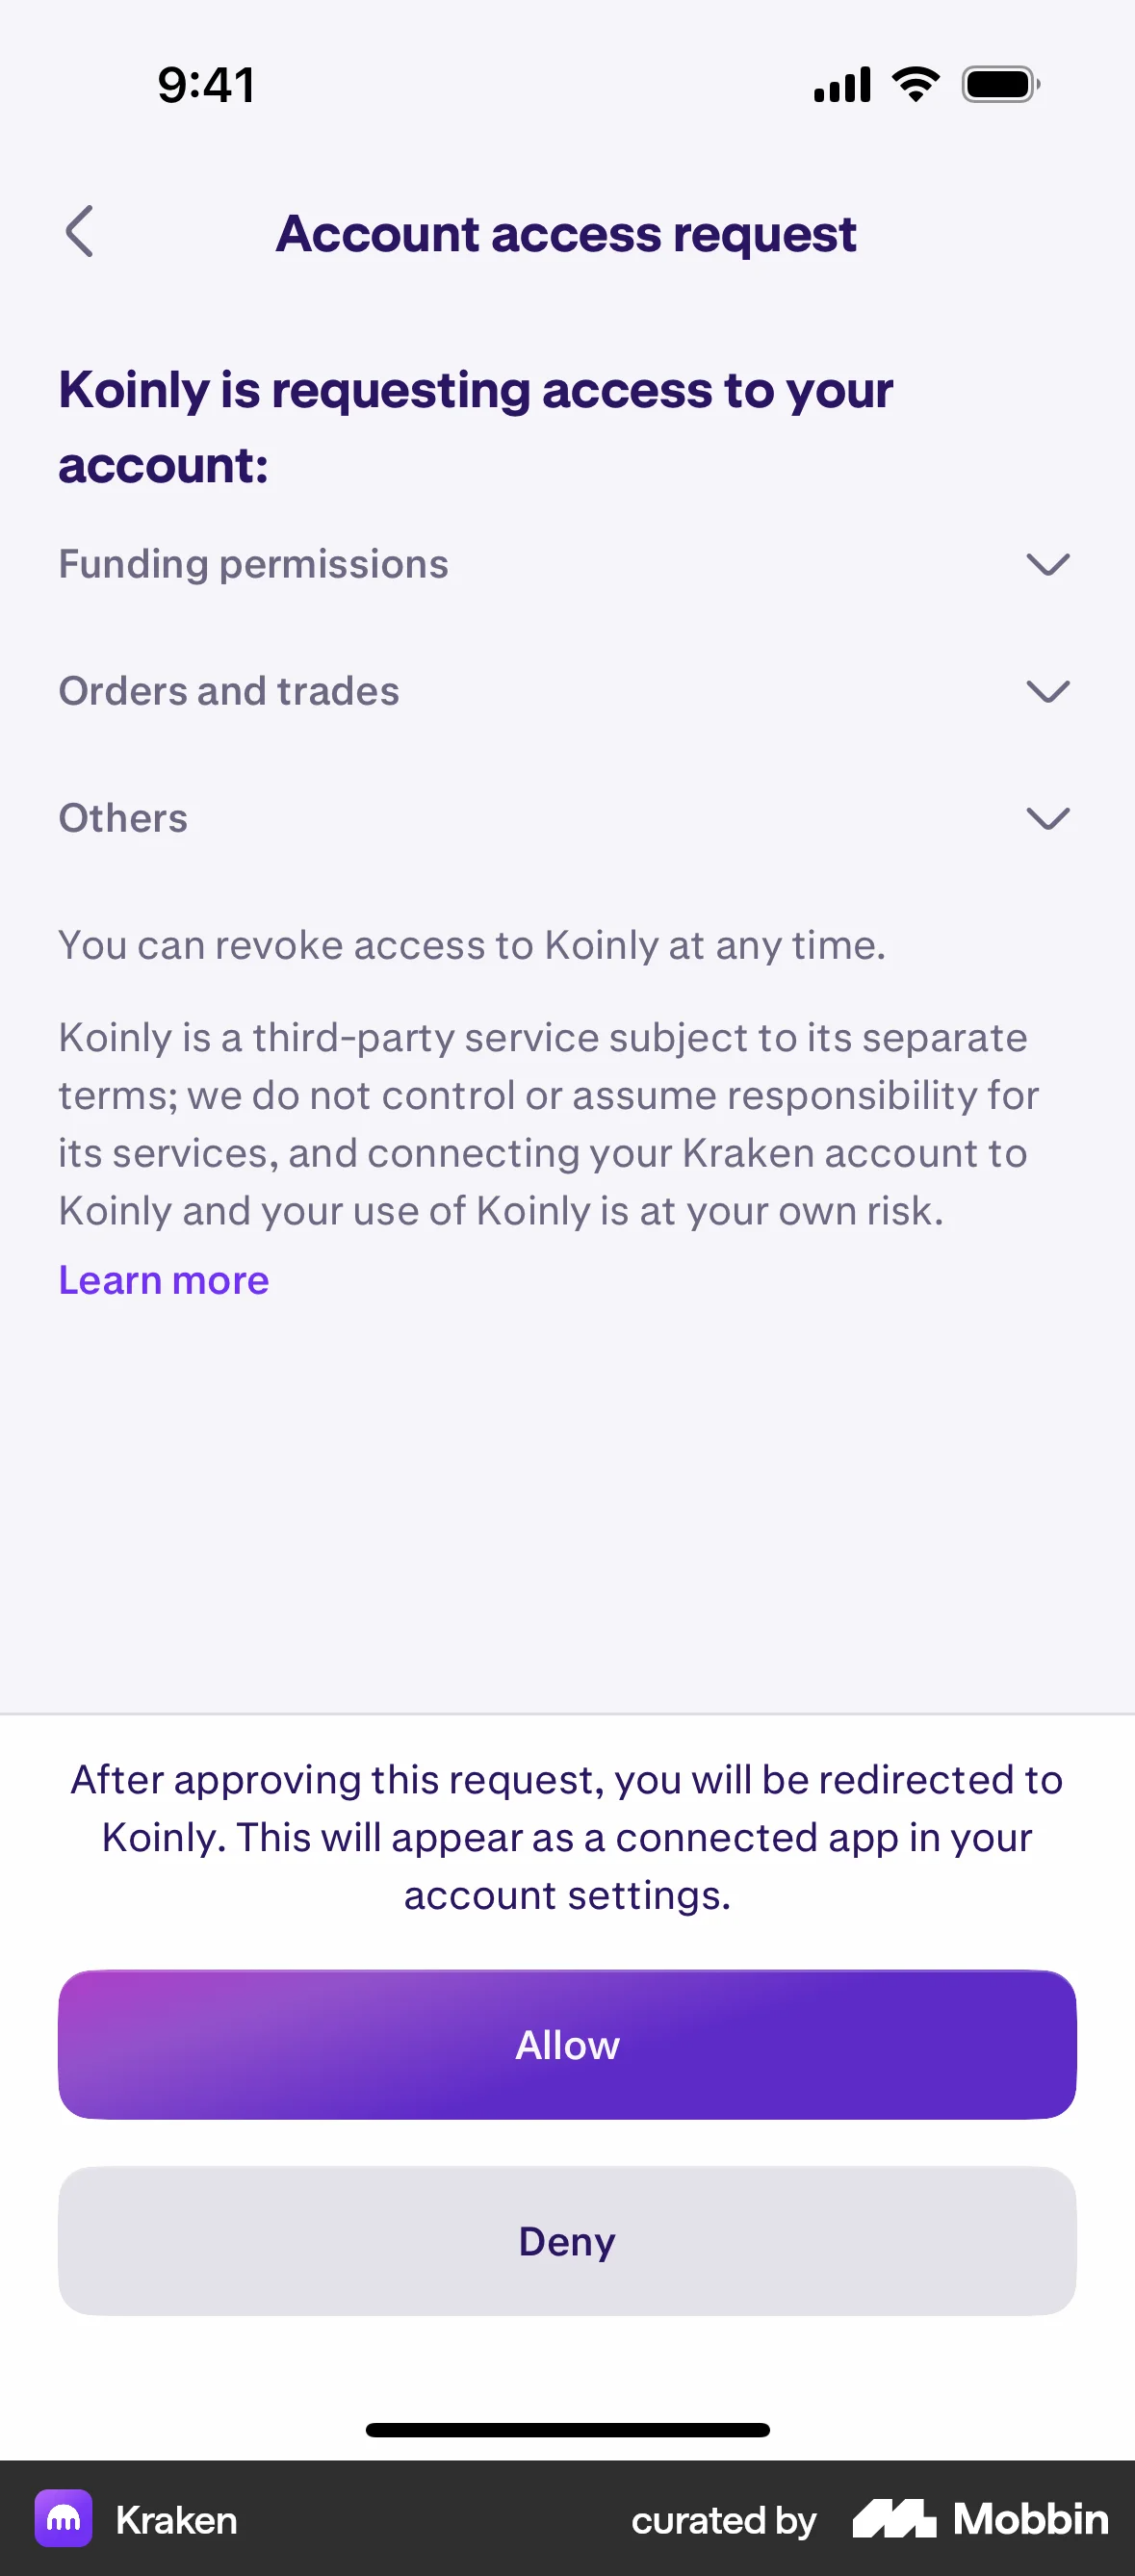 9:41
Account access request
Koinly is requesting access to your
account:
Funding permissions
Orders and trades
Others
You can revoke access to Koinly at any time.
Koinly is a third-party service subject to its separate
terms; we do not control or assume responsibility for
its services, and connecting your Kraken account to
Koinly and your use of Koinly is at your own risk.
Learn more
After approving this request, you will be redirected to
Koinly. This will appear as a connected app in your
account settings.
Allow
Deny
Kraken
curated by Mobbin